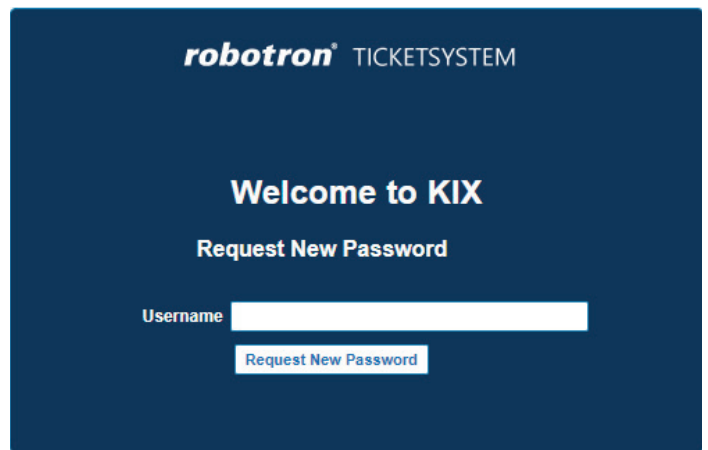 robotron® TICKETSYSTEM
Welcome to KIX
Request New Password
Username
Request New Password